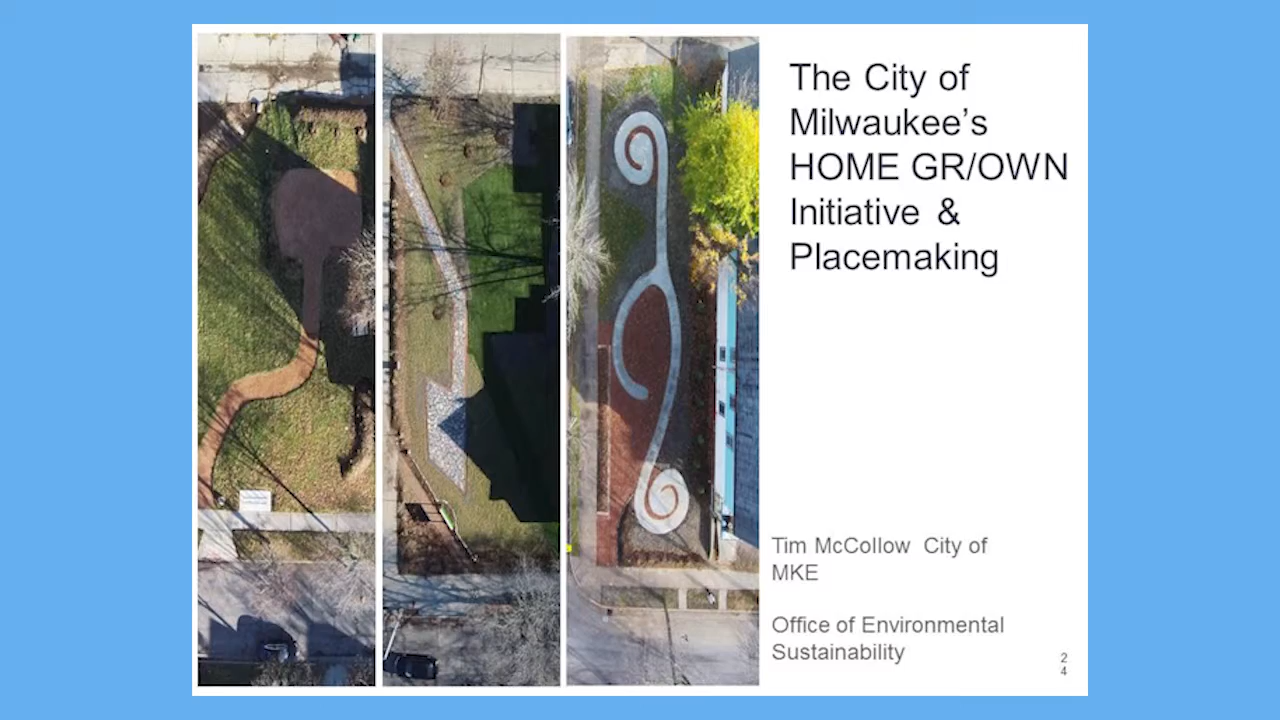 The City of
Milwaukee’s
HOME GR/OWN
Initiative &
Placemaking
Tim McCollow City of
MKE
Office of Environmental
Sustainability
2
4